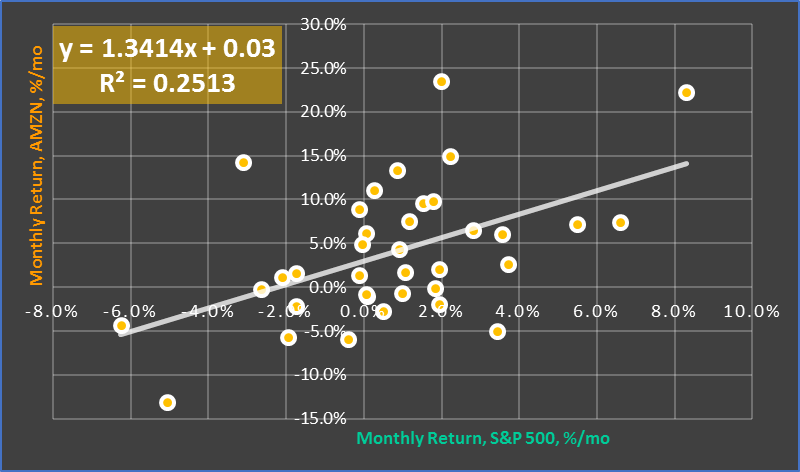 30.0%
y = 1.3414x + 0.03
R² = 0.2513
25.0%
20.0%
15.0%
10.0%
5.0%
0.0%
-8.0% -6.0% -4.0% -2.0% 0.0% 2.0% 4.0% 6.0% 8.0% 10.0%
-5.0%
-10.0%
-15.0%
Monthly Return, AMZN, %/mo
Monthly Return, S&P 500, %/mo